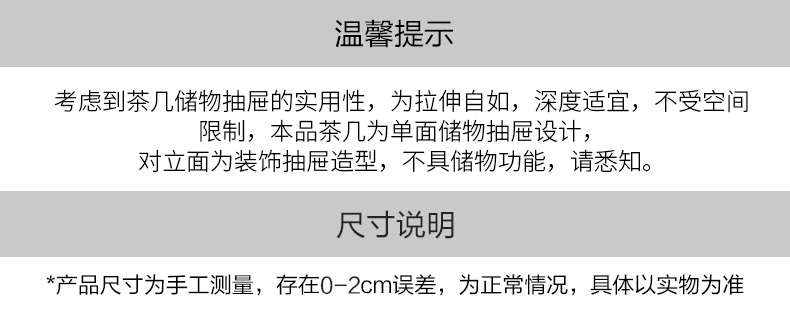 温馨提示
考虑到茶几储物抽屉的实用性，为拉伸自如，深度适宜，不受空间
限制，本品茶几为单面储物抽屉设计，
对立面为装饰抽屉造型，不具储物功能，请悉知。
尺寸说明
*产品尺寸为手工测量，存在0-2cm误差，为正常情况，具体以实物为准